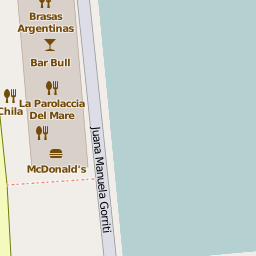 Brasas
Argentinas
Bar Bull
Chila
La Parolaccia
Del Mare
McDonald's
Juana Manuela Gorriti